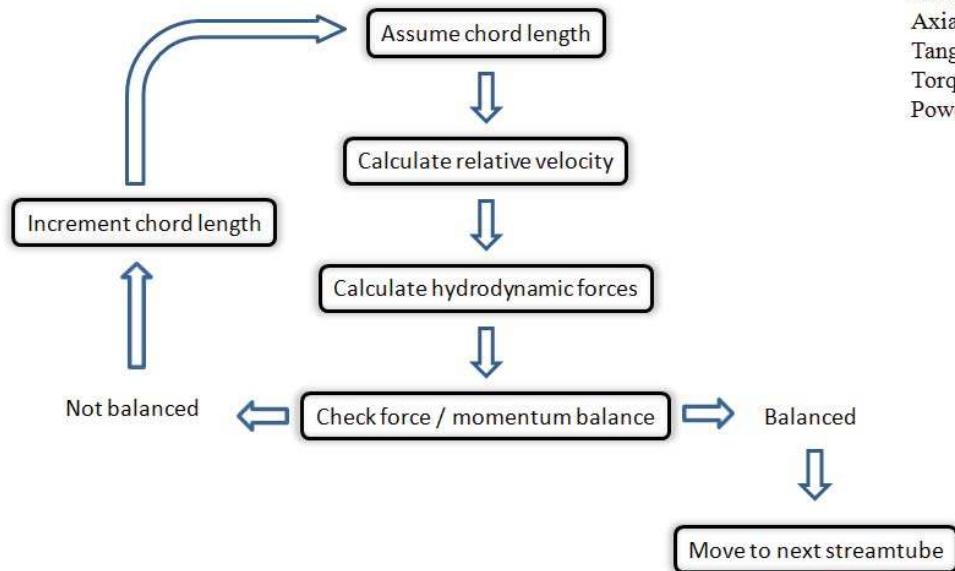 Assume chord length
Calculate relative velocity
Increment chord length
Calculate hydrodynamic forces
Not balanced
Check force / momentum balance
Balanced
Move to next streamtube